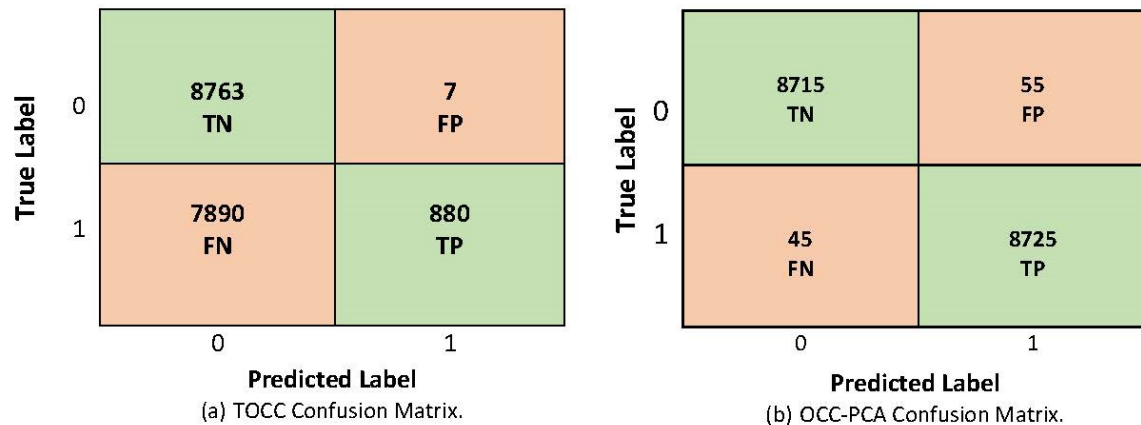 True Label
0
8763
TN
7
FP
1
7890
FN
880
TP
0
1
Predicted Label
(a) TOCC Confusion Matrix.
True Label
0
8715
TN
55
FP
1
45
FN
8725
TP
0
1
Predicted Label
(b) OCC-PCA Confusion Matrix.